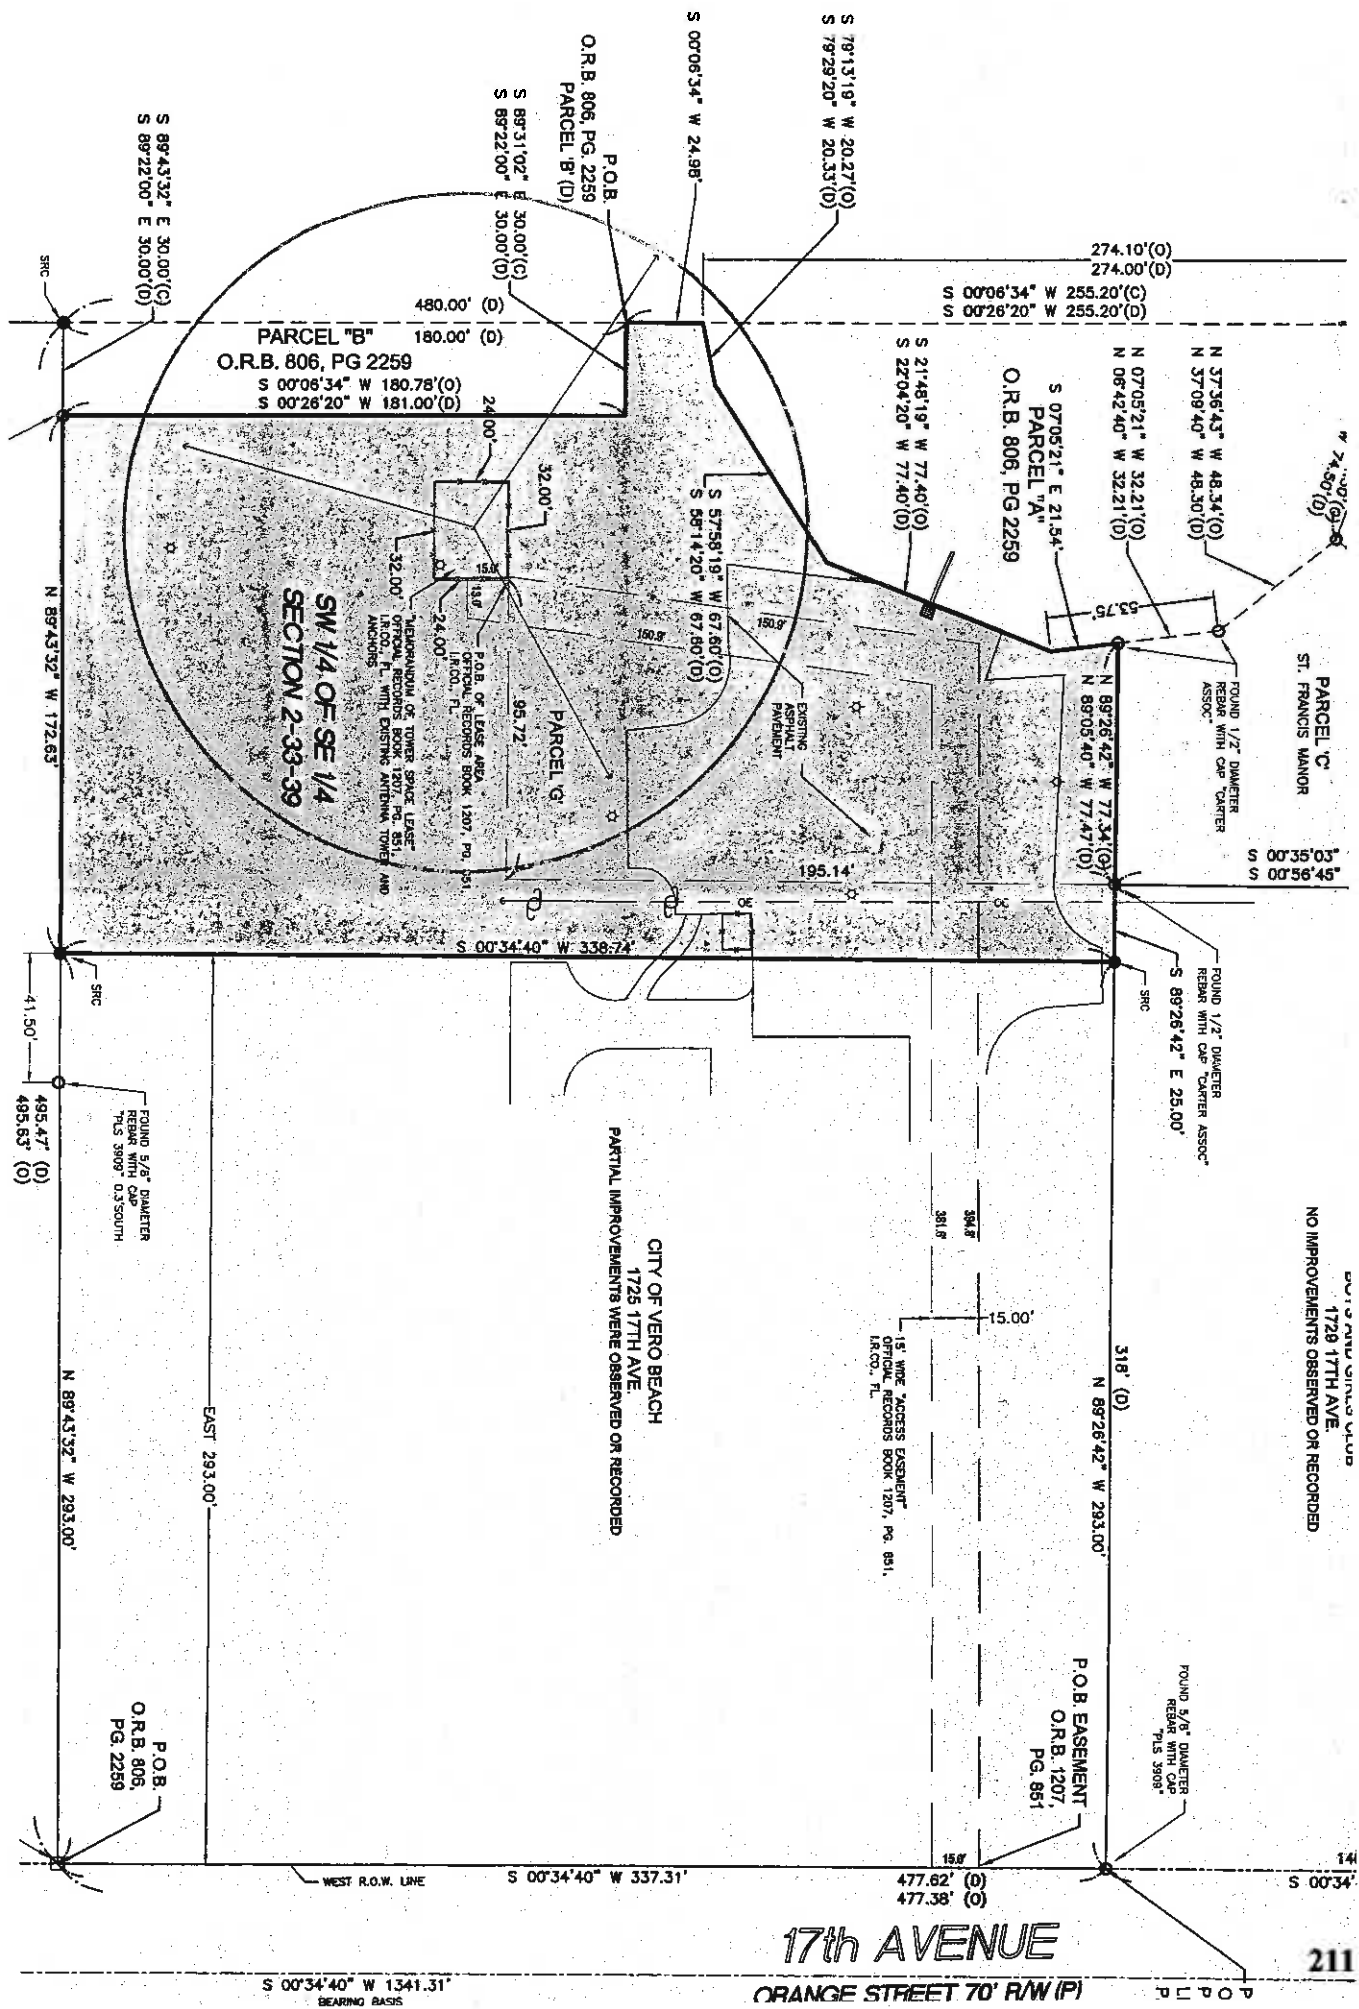 S 79°13'19" W 20.27'(O)
S 79°29'20" W 20.33'(D)
S 00°06'34" W 24.98'
P.O.B.
O.R.B. 806, PG. 2259
PARCEL 'B' (D)
S 89°31'02" E 30.00'(C)
S 89°22'00" E 30.00'(D)
S 89°43'32" E 30.00'(C)
S 89°22'00" E 30.00'(D)
SRC
274.10'(O)
274.00'(D)
S 00°06'34" W 255.20'(C)
S 00°26'20" W 255.20'(D)
480.00' (D)
180.00' (D)
PARCEL "B"
O.R.B. 806, PG 2259
S 00°06'34" W 180.78'(O)
S 00°26'20" W 181.00'(D)
N 37°36'43" W 48.34'(O)
N 37°09'40" W 48.30'(D)
N 07°05'21" W 32.21'(O)
N 06°42'40" W 32.21'(D)
S 07°05'21" E 21.54'
PARCEL "A"
O.R.B. 806, PG 2259
S 21°48'19" W 77.40'(O)
S 22°04'20" W 77.40'(D)
S 57°58'19" W 67.60'(O)
S 58°14'20" W 67.80'(D)
53.75'
PARCEL 'C'
ST. FRANCIS MANOR
FOUND 1/2" DIAMETER
REBAR WITH CAP "CARTER
ASSOC"
N 89°26'42" W 77.34'(O)
N 89°05'40" W 77.47'(D)
S 00°35'03"
S 00°56'45"
24.00'
32.00'
32.00'
24.00'
15.0'
13.0'
150.9'
150.9'
EXISTING
ASPHALT
PAVEMENT
PARCEL 'G'
95.72'
P.O.B. OF LEASE AREA
OFFICIAL RECORDS BOOK 1207, PG. 851,
I.R.CO., FL.
"MEMORANDUM OF TOWER SPACE LEASE"
OFFICIAL RECORDS BOOK 1207, PG. 851,
I.R.CO., FL. WITH EXISTING ANTENNA TOWER AND
ANCHORS
SW 1/4 OF SE 1/4
SECTION 2-33-39
N 89°43'32" W 172.63'
195.14'
OE
OE
S 00°34'40" W 338.74'
SRC
SRC
S 89°26'42" E 25.00'
FOUND 1/2" DIAMETER
REBAR WITH CAP "CARTER ASSOC"
41.50'
FOUND 5/8" DIAMETER
REBAR WITH CAP
"PLS 3909" 0.3'SOUTH
495.47' (D)
495.63' (O)
1729 17TH AVE.
NO IMPROVEMENTS OBSERVED OR RECORDED
CITY OF VERO BEACH
1725 17TH AVE.
PARTIAL IMPROVEMENTS WERE OBSERVED OR RECORDED
394.8'
381.6'
15.00'
15' WIDE "ACCESS EASEMENT"
OFFICIAL RECORDS BOOK 1207, PG. 851,
I.R.CO., FL.
318' (D)
N 89°26'42" W 293.00'
EAST 293.00'
N 89°43'32" W 293.00'
FOUND 5/8" DIAMETER
REBAR WITH CAP
"PLS 3909"
P.O.B. EASEMENT
O.R.B. 1207,
PG. 851
P.O.B.
O.R.B. 806,
PG. 2259
WEST R.O.W. LINE
S 00°34'40" W 337.31'
15.0'
477.62' (D)
477.38' (O)
S 00°34'
17th AVENUE
ORANGE STREET 70' R/W (P)
S 00°34'40" W 1341.31'
BEARING BASIS
211